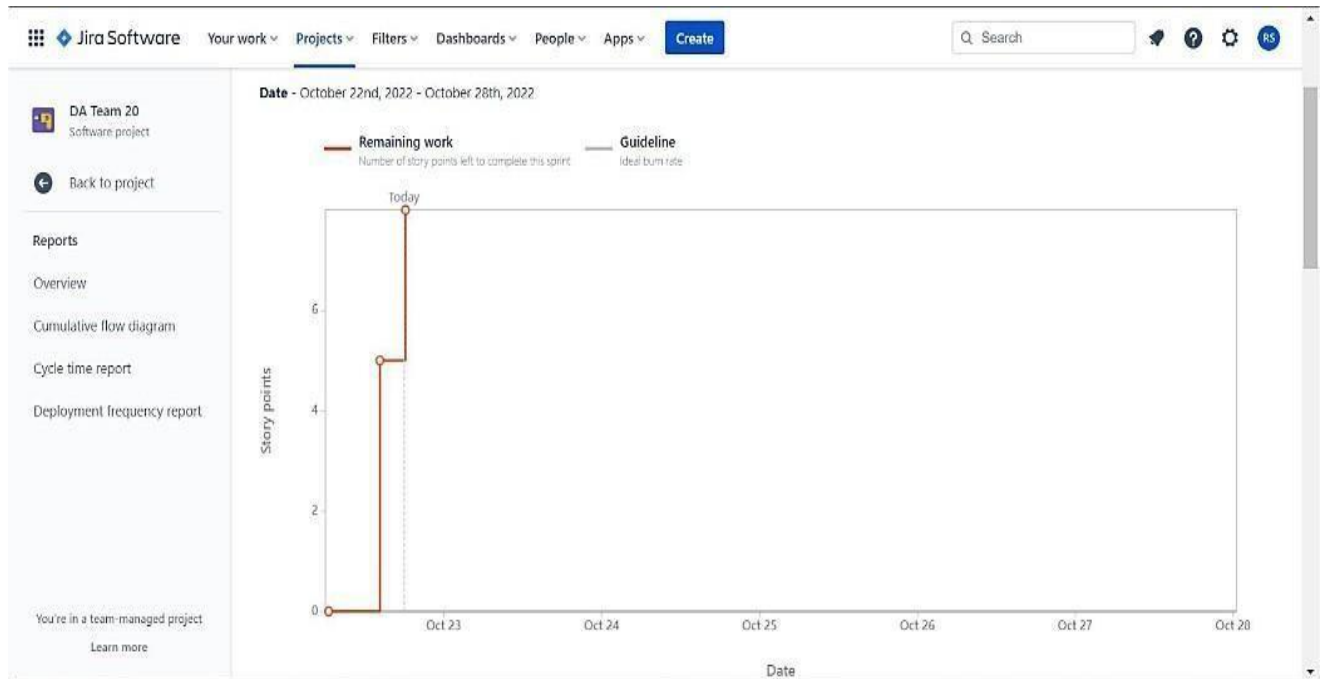 Jira Software Your work Projects Filters Dashboards People Apps Create Search RS
DA Team 20
Software project
Back to project
Reports
Overview
Cumulative flow diagram
Cycle time report
Deployment frequency report
You're in a team-managed project
Learn more
Date - October 22nd, 2022 - October 28th, 2022
Remaining work
Number of story points left to complete this sprint
Guideline
Ideal burn rate
Today
Story points
6
4
2
0
Oct 23 Oct 24 Oct 25 Oct 26 Oct 27 Oct 28
Date